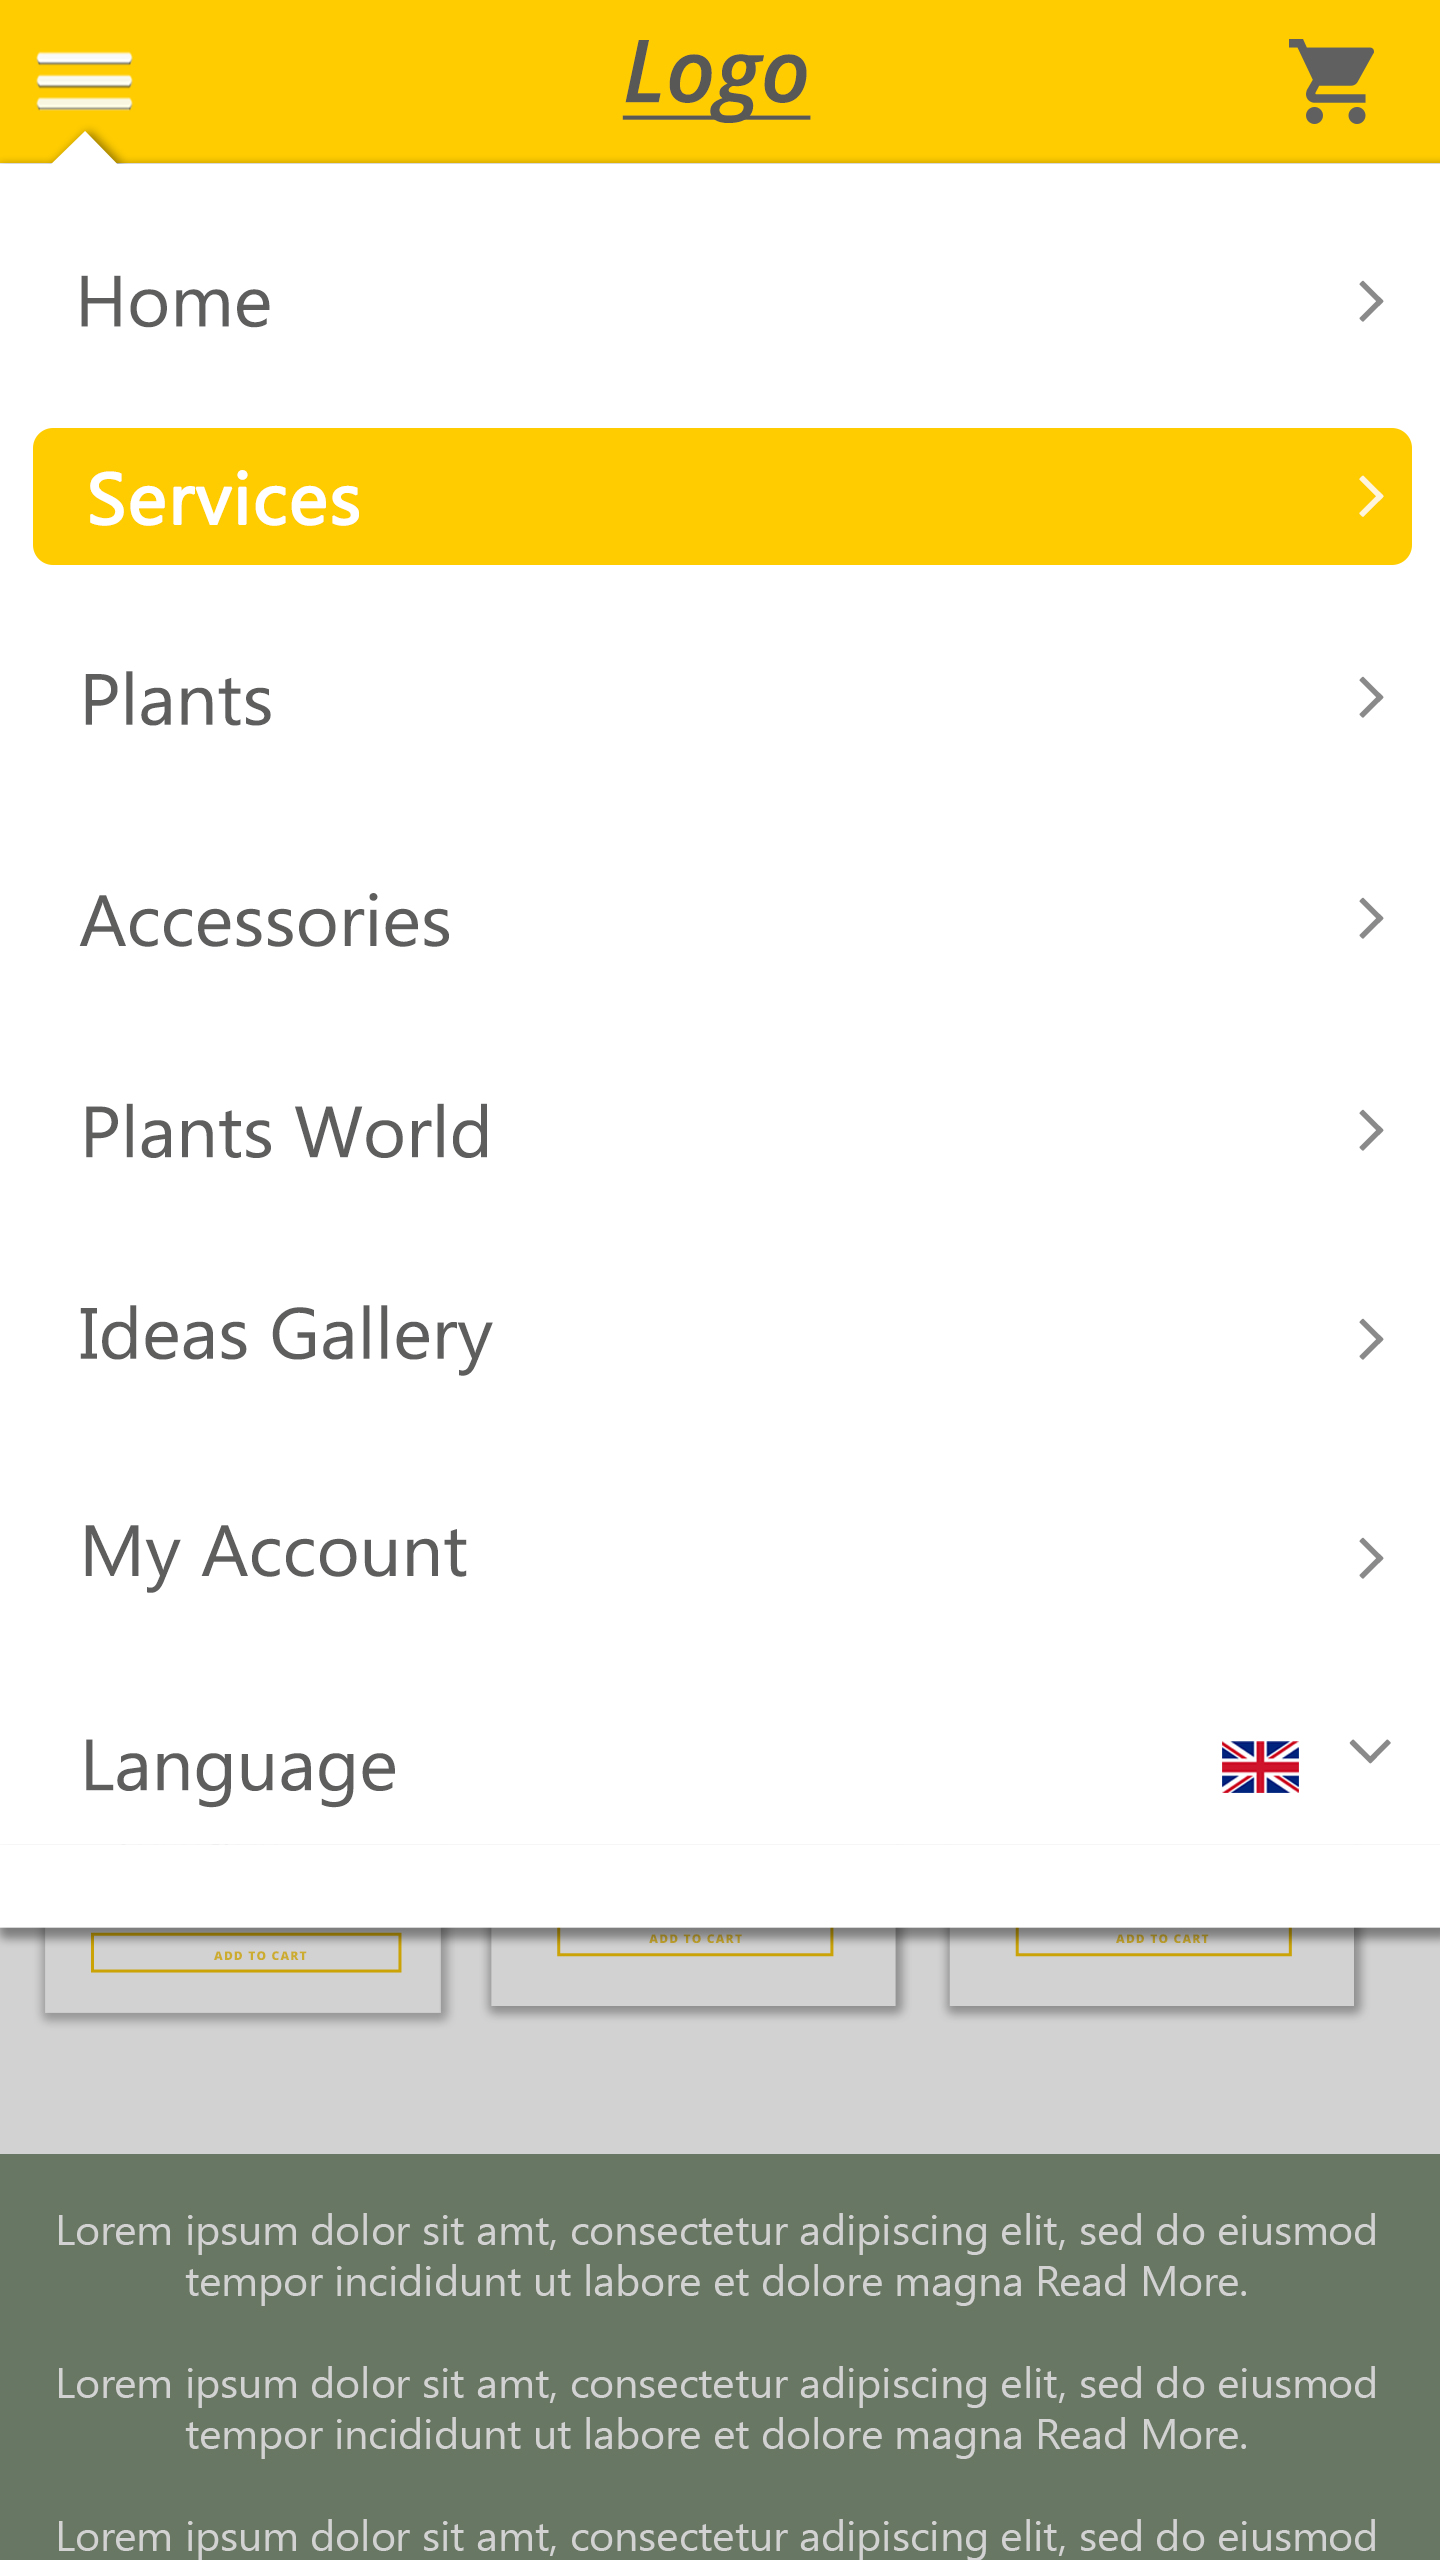 Logo
Home
Services
Plants
Accessories
Plants World
Ideas Gallery
My Account
Language
ADD TO CART
ADD TO CART
ADD TO CART
Lorem ipsum dolor sit amt, consectetur adipiscing elit, sed do eiusmod
tempor incididunt ut labore et dolore magna Read More.
Lorem ipsum dolor sit amt, consectetur adipiscing elit, sed do eiusmod
tempor incididunt ut labore et dolore magna Read More.
Lorem ipsum dolor sit amt, consectetur adipiscing elit, sed do eiusmod